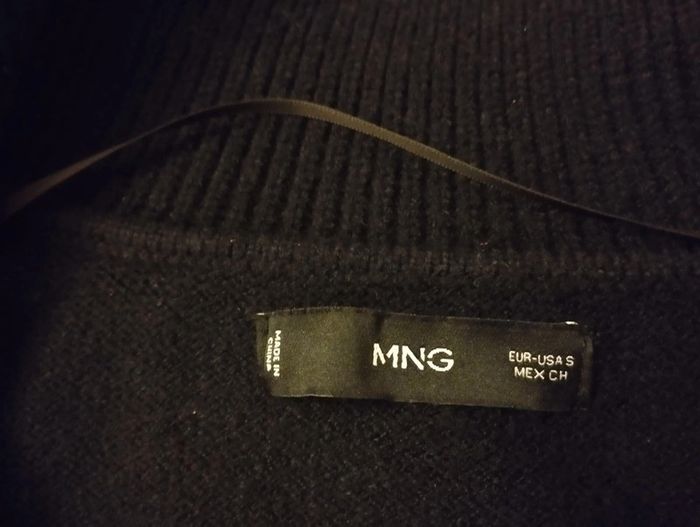 MADE IN
CHINA
MNG
EUR-USA S
MEX CH